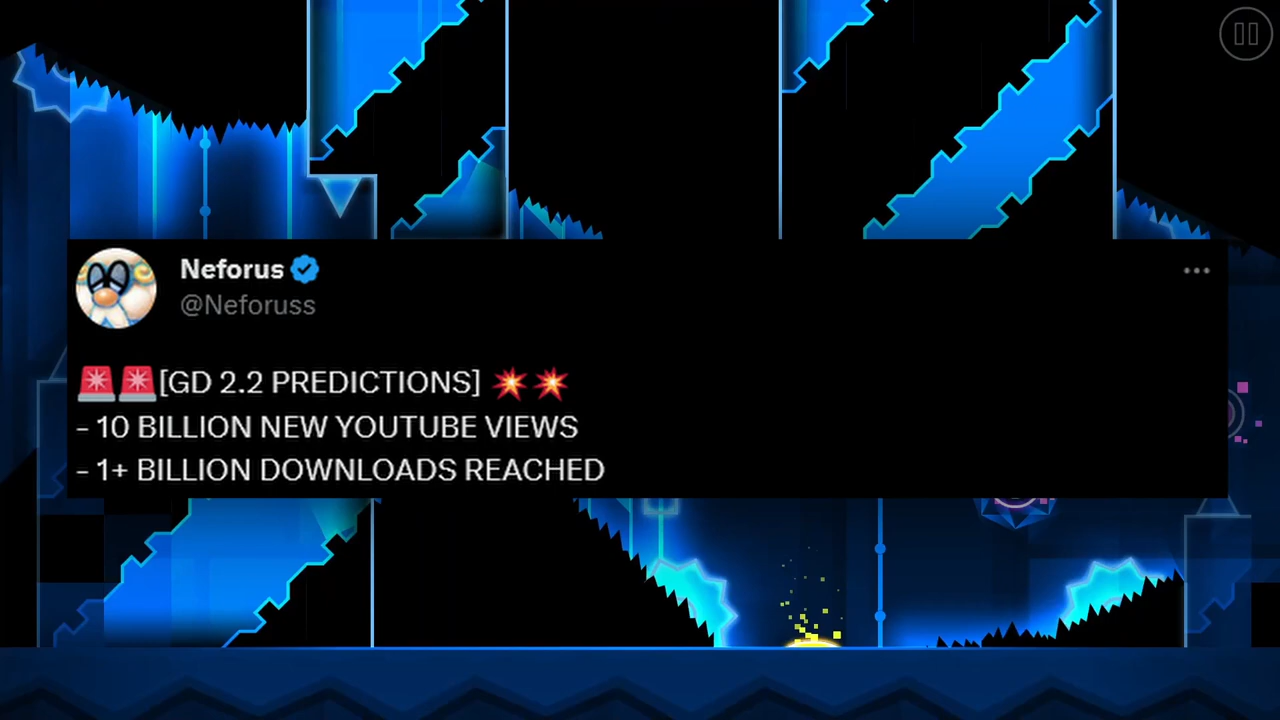 Neforus
@Neforuss
🚨🚨[GD 2.2 PREDICTIONS] 💥💥
- 10 BILLION NEW YOUTUBE VIEWS
- 1+ BILLION DOWNLOADS REACHED